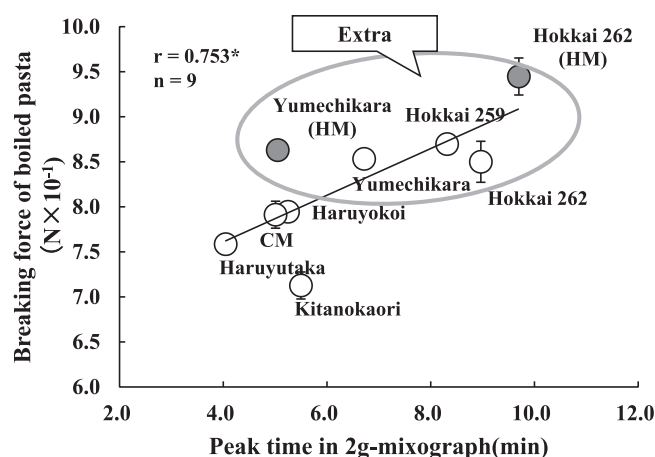 Extra
r = 0.753*
n = 9
Hokkai 262
(HM)
Yumechikara
(HM)
Hokkai 259
Yumechikara
Hokkai 262
Haruyokoi
CM
Haruyutaka
Kitanokaori
Breaking force of boiled pasta
(N×10-1)
10.0
9.5
9.0
8.5
8.0
7.5
7.0
6.5
6.0
2.0 4.0 6.0 8.0 10.0 12.0
Peak time in 2g-mixograph(min)